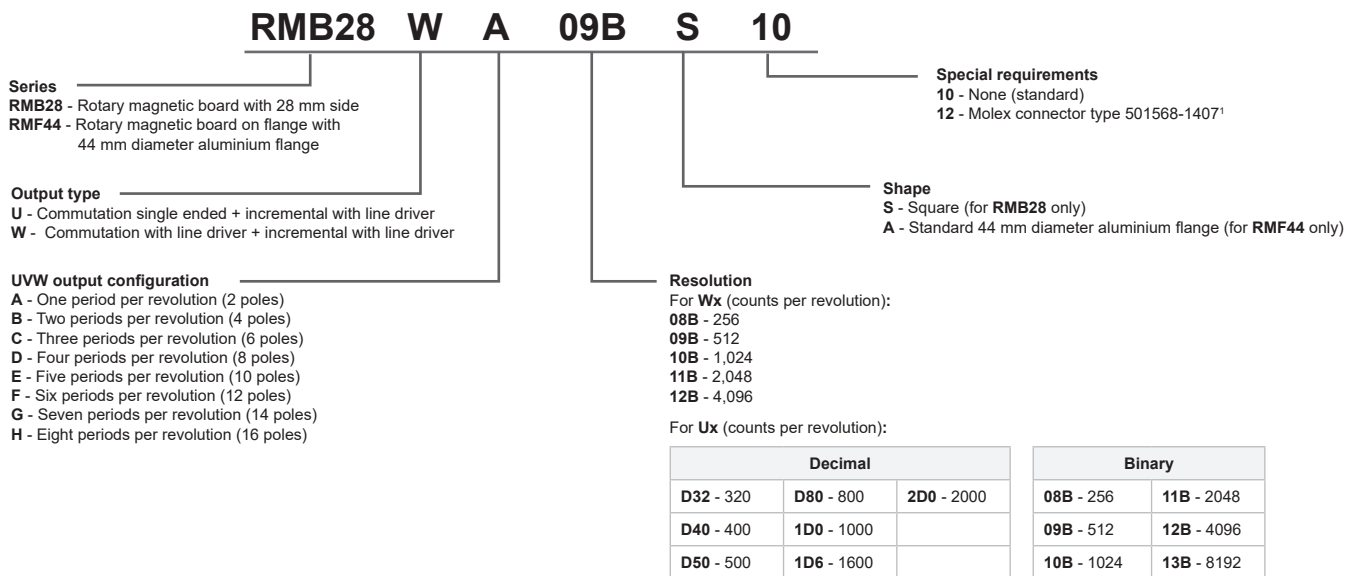 RMB28 W A 09B S 10
Series
RMB28 - Rotary magnetic board with 28 mm side
RMF44 - Rotary magnetic board on flange with
44 mm diameter aluminium flange
Output type
U - Commutation single ended + incremental with line driver
W - Commutation with line driver + incremental with line driver
UVW output configuration
A - One period per revolution (2 poles)
B - Two periods per revolution (4 poles)
C - Three periods per revolution (6 poles)
D - Four periods per revolution (8 poles)
E - Five periods per revolution (10 poles)
F - Six periods per revolution (12 poles)
G - Seven periods per revolution (14 poles)
H - Eight periods per revolution (16 poles)
Special requirements
10 - None (standard)
12 - Molex connector type 501568-1407¹
Shape
S - Square (for RMB28 only)
A - Standard 44 mm diameter aluminium flange (for RMF44 only)
Resolution
For Wx (counts per revolution):
08B - 256
09B - 512
10B - 1,024
11B - 2,048
12B - 4,096
For Ux (counts per revolution):
Decimal
D32 - 320 D80 - 800 2D0 - 2000
D40 - 400 1D0 - 1000
D50 - 500 1D6 - 1600
Binary
08B - 256 11B - 2048
09B - 512 12B - 4096
10B - 1024 13B - 8192